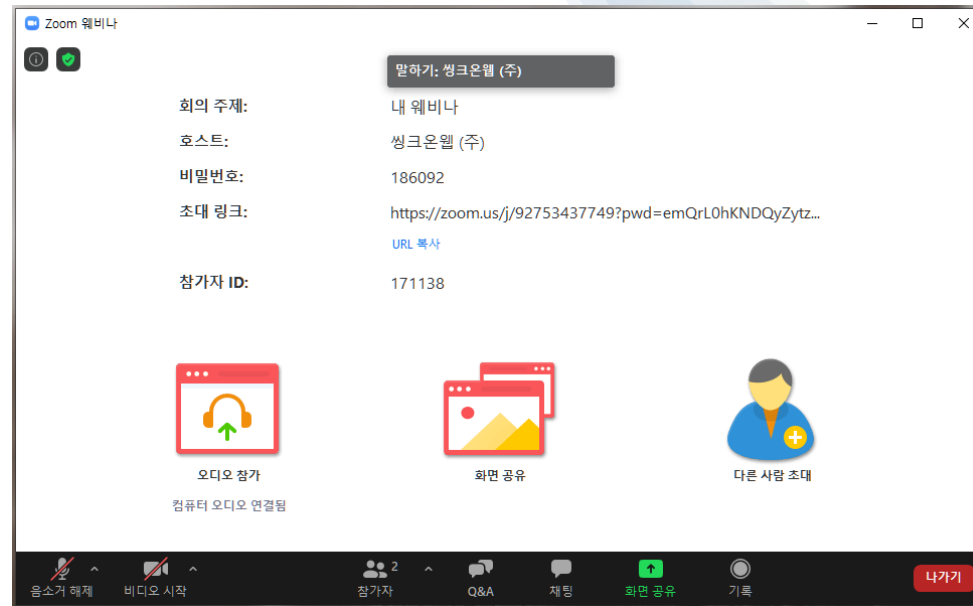 Zoom 웨비나
말하기: 씽크온웹 (주)
회의 주제: 내 웨비나
호스트: 씽크온웹 (주)
비밀번호: 186092
초대 링크: https://zoom.us/j/92753437749?pwd=emQrL0hKNDQyZytz...
URL 복사
참가자 ID: 171138
오디오 참가 화면 공유 다른 사람 초대
컴퓨터 오디오 연결됨
음소거 해제 비디오 시작 참가자 2 Q&A 채팅 화면 공유 기록 나가기